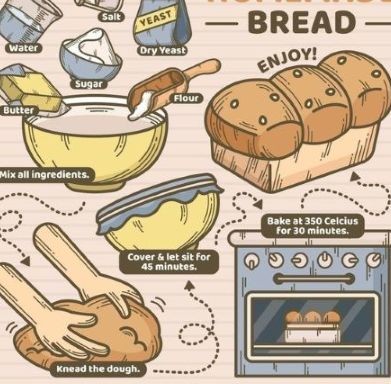 BREAD
Salt
YEAST
Water
Sugar
Dry Yeast
ENJOY!
Butter
Flour
Mix all ingredients.
Bake at 350 Celcius
for 30 minutes.
Cover & let sit for
45 minutes.
Knead the dough.